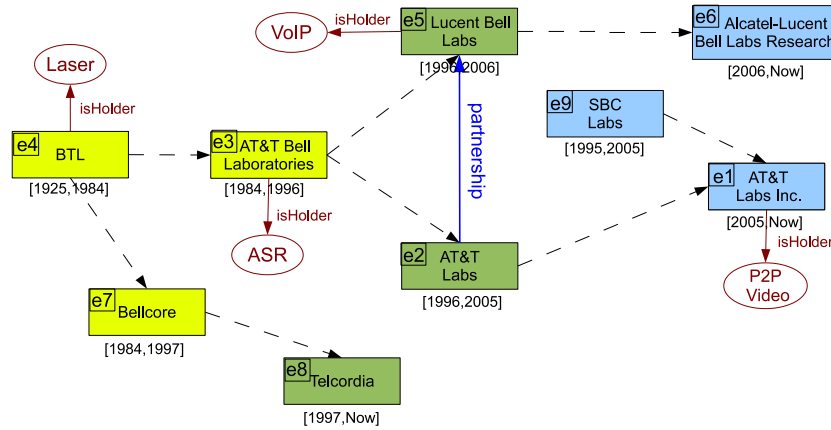 e5
Lucent Bell
Labs
[1996,2006]
isHolder
VoIP
e6
Alcatel-Lucent
Bell Labs Research
[2006,Now]
Laser
isHolder
e4
BTL
[1925,1984]
e3
AT&T Bell
Laboratories
[1984,1996]
isHolder
ASR
partnership
e9
SBC
Labs
[1995,2005]
e1
AT&T
Labs Inc.
[2005,Now]
isHolder
P2P
Video
e2
AT&T
Labs
[1996,2005]
e7
Bellcore
[1984,1997]
e8
Telcordia
[1997,Now]